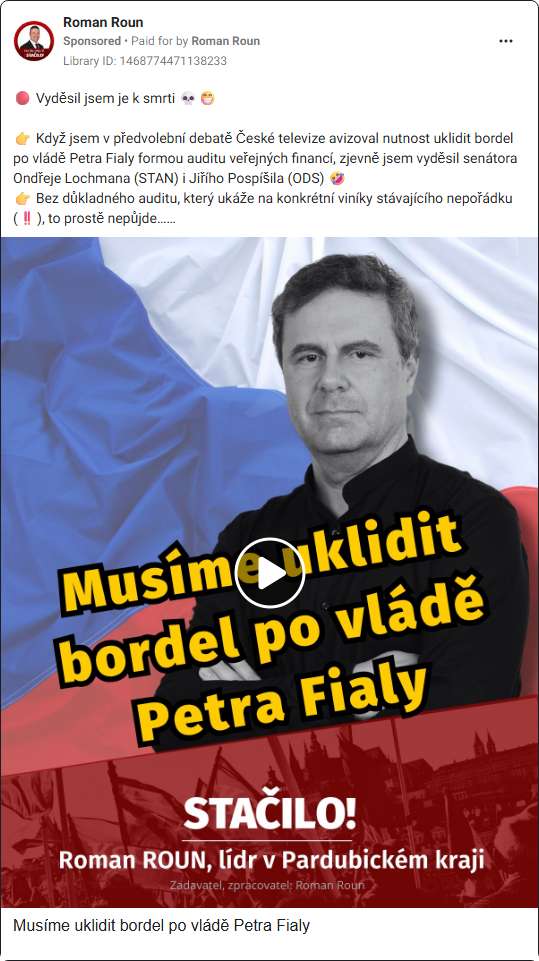 Roman Roun
Sponsored • Paid for by Roman Roun
Library ID: 1468774471138233
🔴 Vyděsil jsem je k smrti 💀 😷
👉 Když jsem v předvolební debatě České televize avizoval nutnost uklidit bordel
po vládě Petra Fialy formou auditu veřejných financí, zjevně jsem vyděsil senátora
Ondřeje Lochmana (STAN) i Jiřího Pospíšila (ODS) 🤣
👉 Bez důkladného auditu, který ukáže na konkrétní viníky stávajícího nepořádku
( ‼️ ), to prostě nepůjde......
Musíme uklidit
bordel po vládě
Petra Fialy
STAČILO!
Roman ROUN, lídr v Pardubickém kraji
Zadavatel, zpracovatel: Roman Roun
Musíme uklidit bordel po vládě Petra Fialy